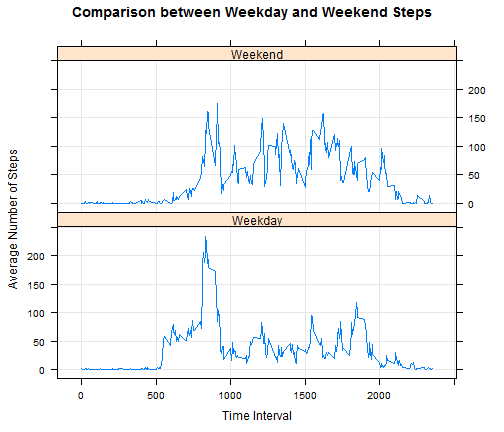 Comparison between Weekday and Weekend Steps
Weekend
200
150
100
50
0
Weekday
200
150
100
50
0
0 500 1000 1500 2000
Time Interval
Average Number of Steps